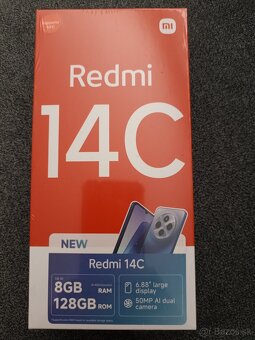 mi
Redmi
14C
NEW
Redmi 14C
8GB RAM
128GB ROM
6.88" large
display
50MP AI dual
camera